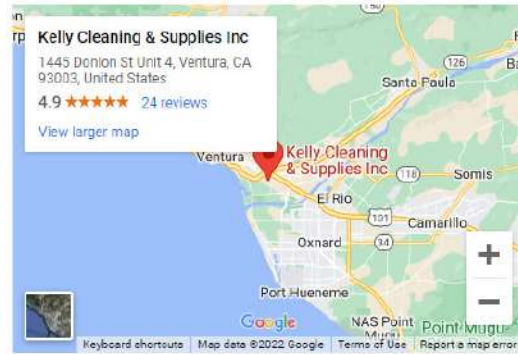 Kelly Cleaning & Supplies Inc
1445 Donlon St Unit 4, Ventura, CA
93003, United States
4.9 ★★★★★ 24 reviews
View larger map
150
126
Santa Paula
Ventura
Kelly Cleaning
& Supplies Inc
118
Somis
El Rio
101
Camarillo
Oxnard
34
+
Port Hueneme
−
Google
NAS Point
Mugu
Point Mugu
Keyboard shortcuts
Map data ©2022 Google
Terms of Use
Report a map error